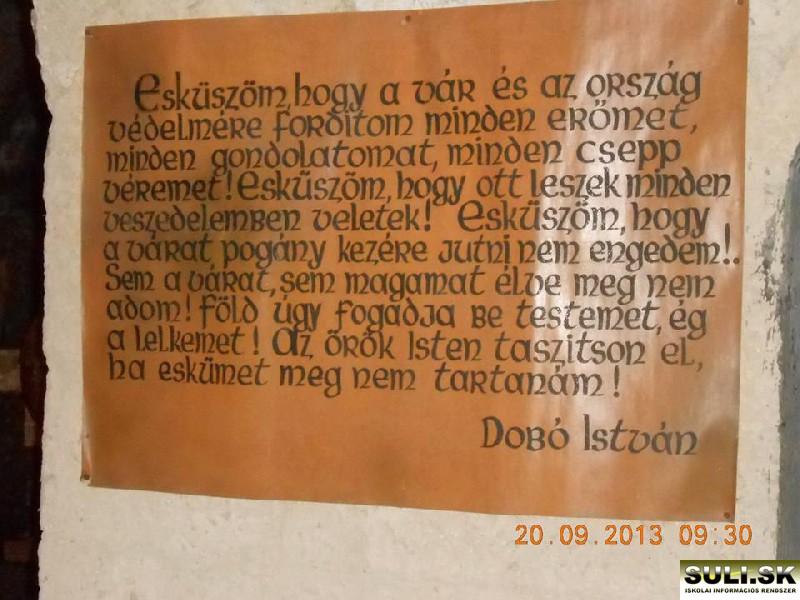 Esküszöm, hogy a vár és az ország
védelmére fordítom minden erőmet,
minden gondolatomat, minden csepp
véremet! Esküszöm, hogy ott leszek minden
veszedelemben veletek! Esküszöm, hogy
a várat pogány kezére jutni nem engedem!.
Sem a várat, sem magamat élve meg nem
adom! Föld úgy fogadja be testemet, ég
a lelkemet! Az örök Isten taszítson el,
ha eskümet meg nem tartanám!
Dobó István
20.09.2013 09:30
SULI.SK
ISKOLAI INFORMÁCIÓS RENDSZER